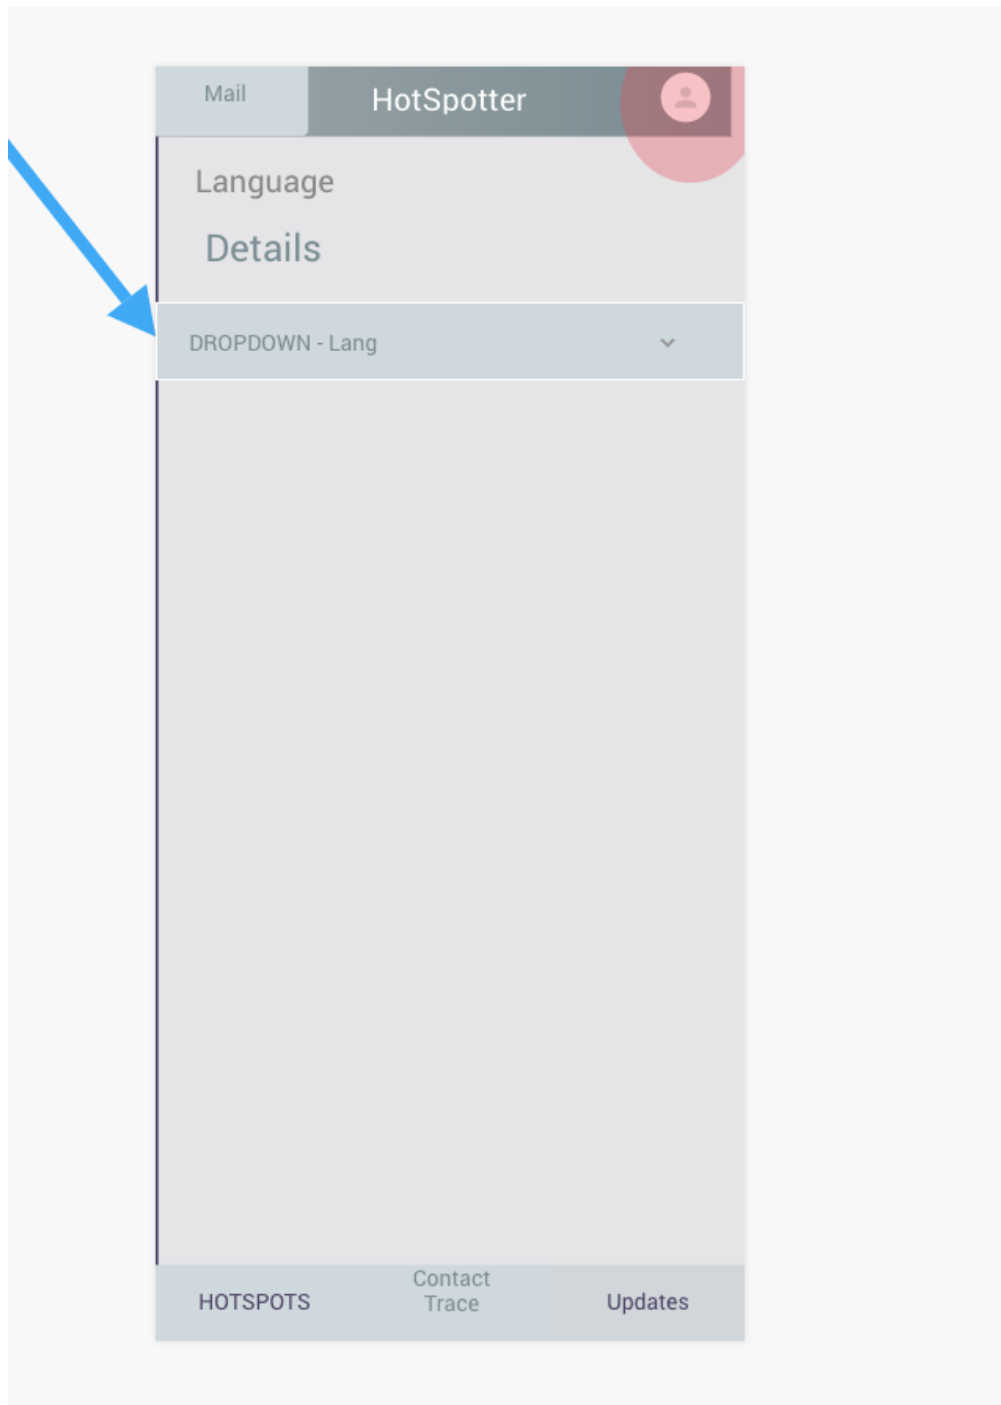 Mail
HotSpotter
Language
Details
DROPDOWN - Lang
HOTSPOTS
Contact
Trace
Updates